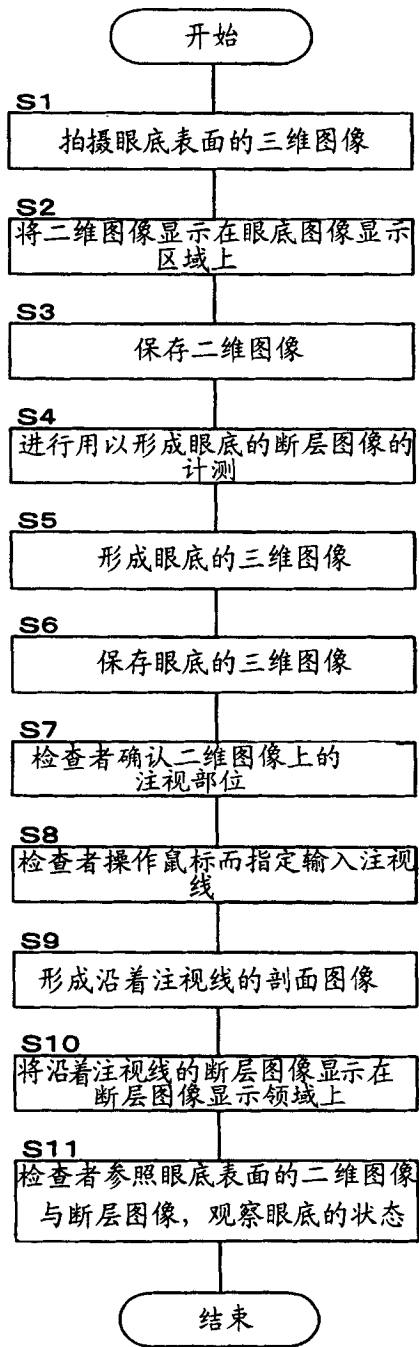 开始
S1
拍摄眼底表面的三维图像
S2
将二维图像显示在眼底图像显示
区域上
S3
保存二维图像
S4
进行用以形成眼底的断层图像的
计测
S5
形成眼底的三维图像
S6
保存眼底的三维图像
S7
检查者确认二维图像上的
注视部位
S8
检查者操作鼠标而指定输入注视
线
S9
形成沿着注视线的剖面图像
S10
将沿着注视线的断层图像显示在
断层图像显示领域上
S11
检查者参照眼底表面的二维图像
与断层图像，观察眼底的状态
结束